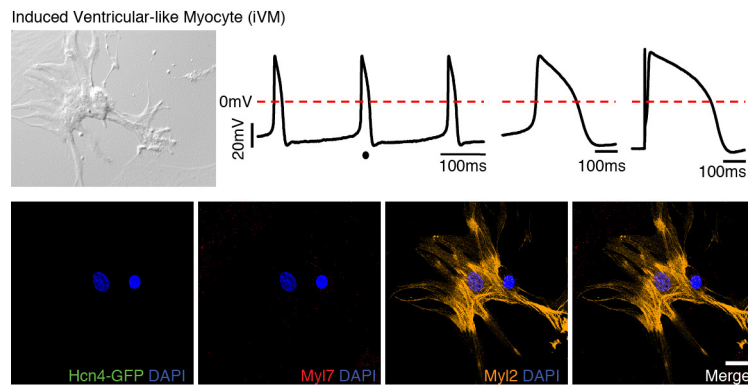 Induced Ventricular-like Myocyte (iVM)
0mV
20mV
100ms
100ms
100ms
Hcn4-GFP DAPI
Myl7 DAPI
Myl2 DAPI
Merge